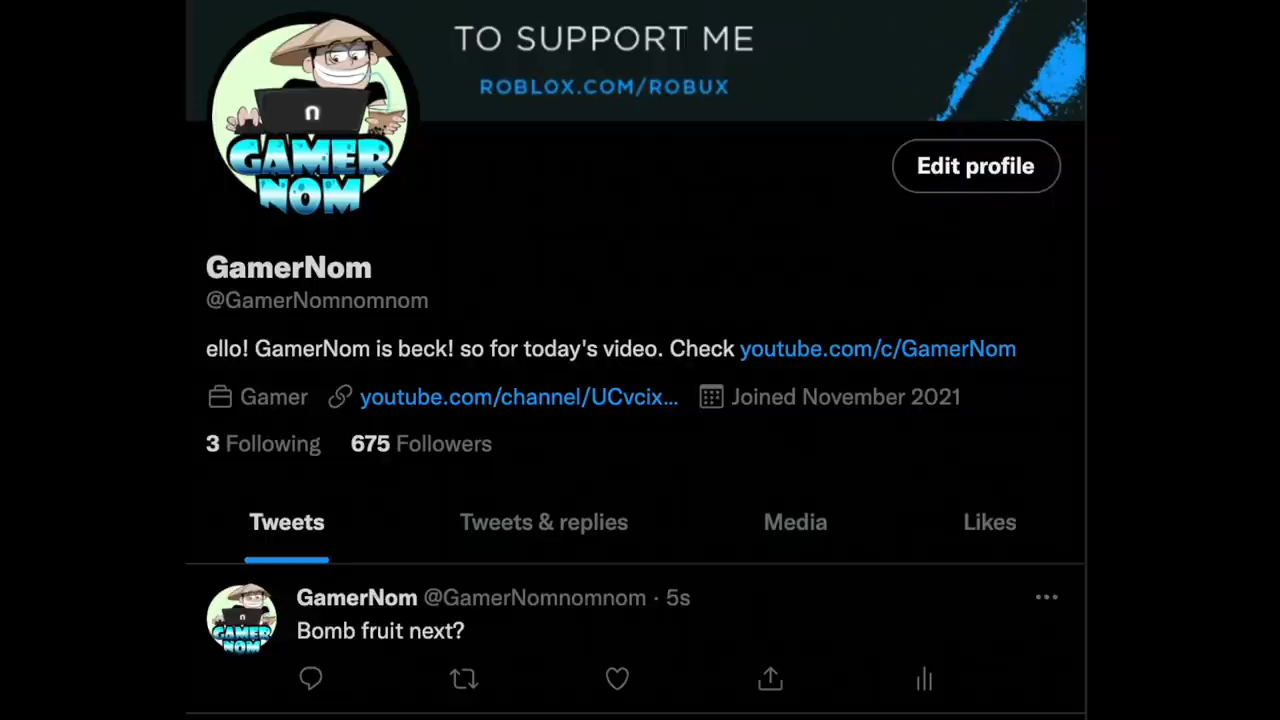 TO SUPPORT ME
ROBLOX.COM/ROBUX
n
GAMER
NOM
Edit profile
GamerNom
@GamerNomnomnom
ello! GamerNom is beck! so for today's video. Check youtube.com/c/GamerNom
Gamer youtube.com/channel/UCvcix... Joined November 2021
3 Following 675 Followers
Tweets Tweets & replies Media Likes
GamerNom @GamerNomnomnom · 5s
GAMER
NOM
Bomb fruit next?